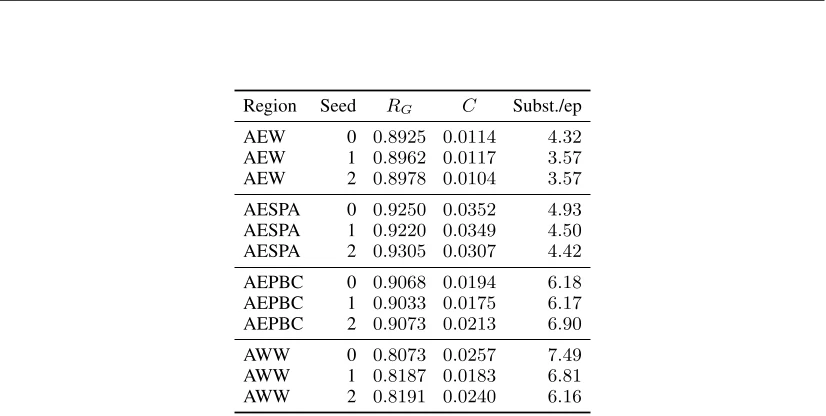 Region Seed R_G C Subst./ep
AEW 0 0.8925 0.0114 4.32
AEW 1 0.8962 0.0117 3.57
AEW 2 0.8978 0.0104 3.57
AESPA 0 0.9250 0.0352 4.93
AESPA 1 0.9220 0.0349 4.50
AESPA 2 0.9305 0.0307 4.42
AEPBC 0 0.9068 0.0194 6.18
AEPBC 1 0.9033 0.0175 6.17
AEPBC 2 0.9073 0.0213 6.90
AWW 0 0.8073 0.0257 7.49
AWW 1 0.8187 0.0183 6.81
AWW 2 0.8191 0.0240 6.16